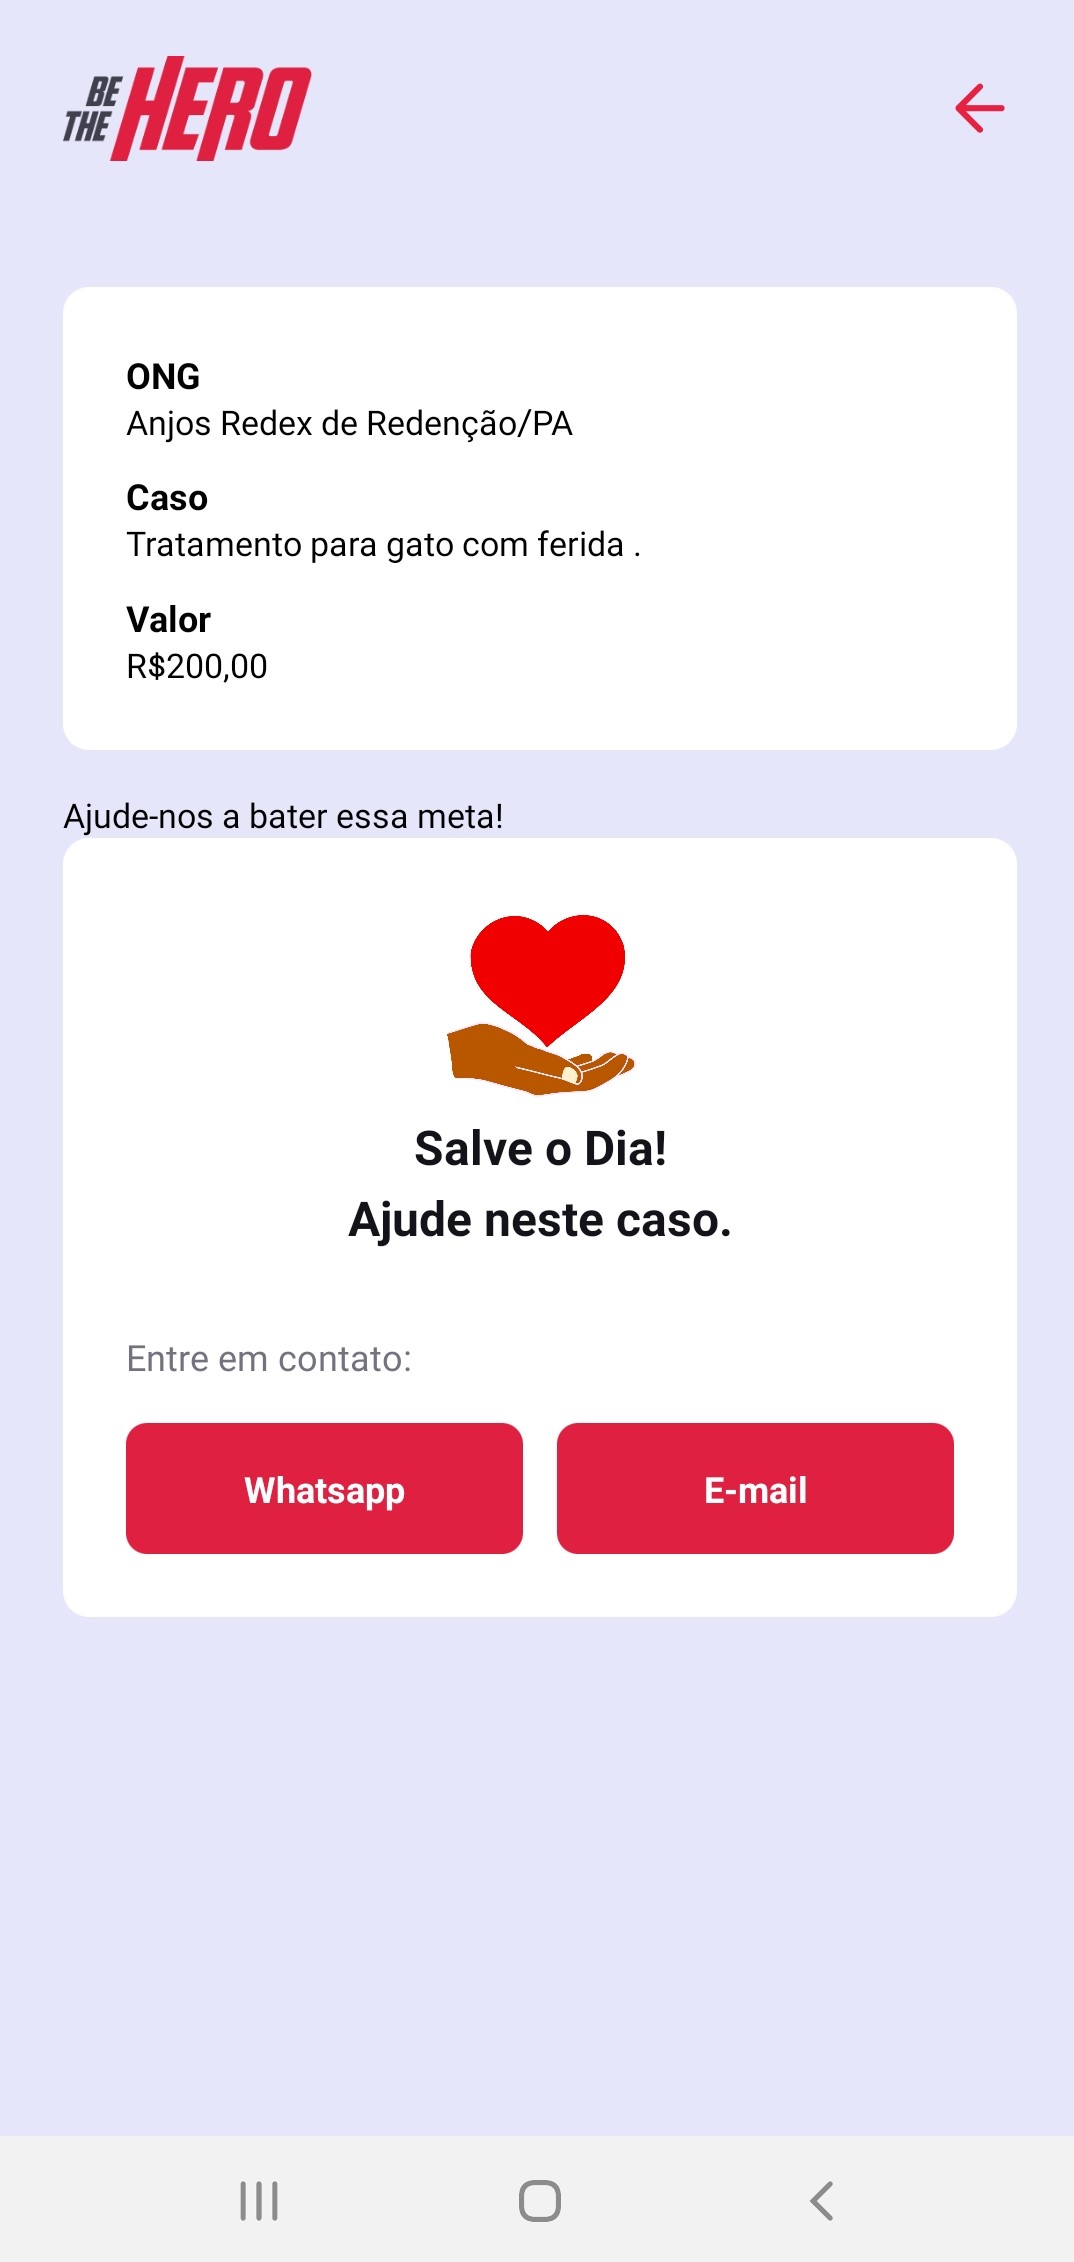 BE
THE HERO
ONG
Anjos Redex de Redenção/PA
Caso
Tratamento para gato com ferida .
Valor
R$200,00
Ajude-nos a bater essa meta!
Salve o Dia!
Ajude neste caso.
Entre em contato:
Whatsapp E-mail